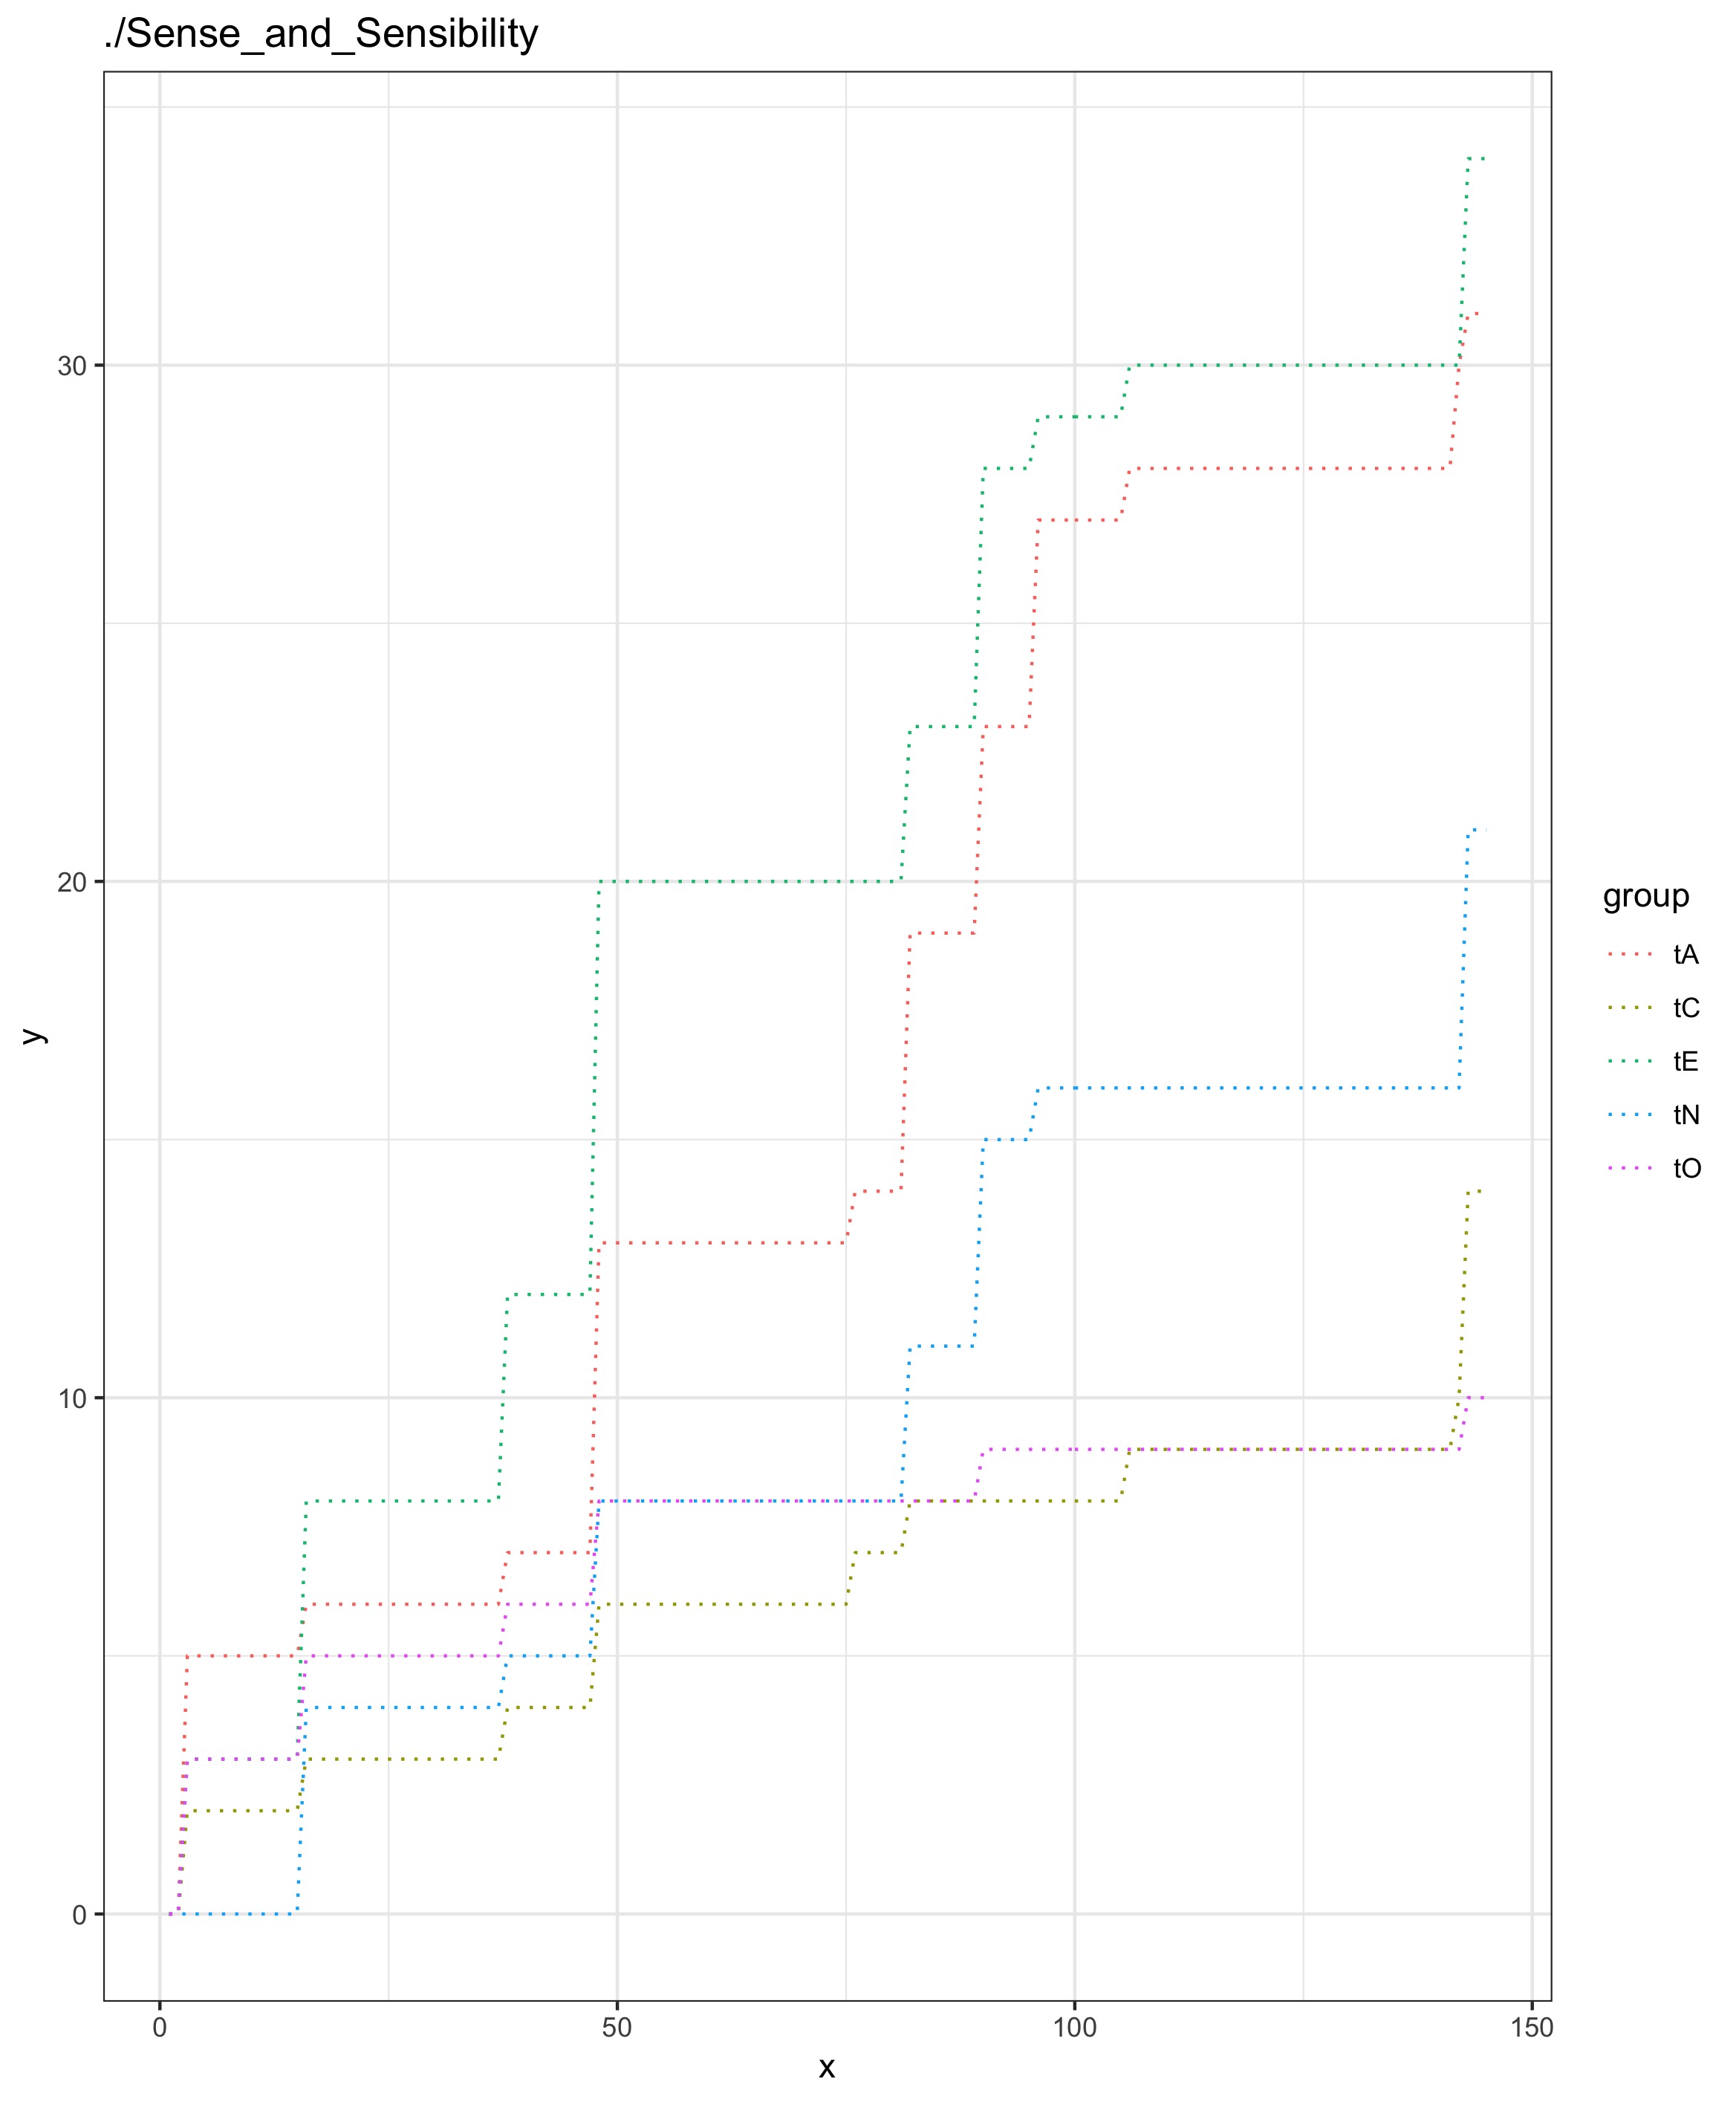 ./Sense_and_Sensibility
30
20
10
0
y
0 50 100 150
x
group
tA
tC
tE
tN
tO